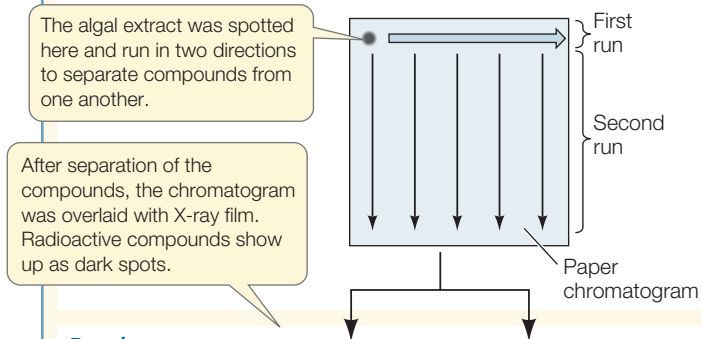 The algal extract was spotted
here and run in two directions
to separate compounds from
one another.
First
run
Second
run
After separation of the
compounds, the chromatogram
was overlaid with X-ray film.
Radioactive compounds show
up as dark spots.
Paper
chromatogram